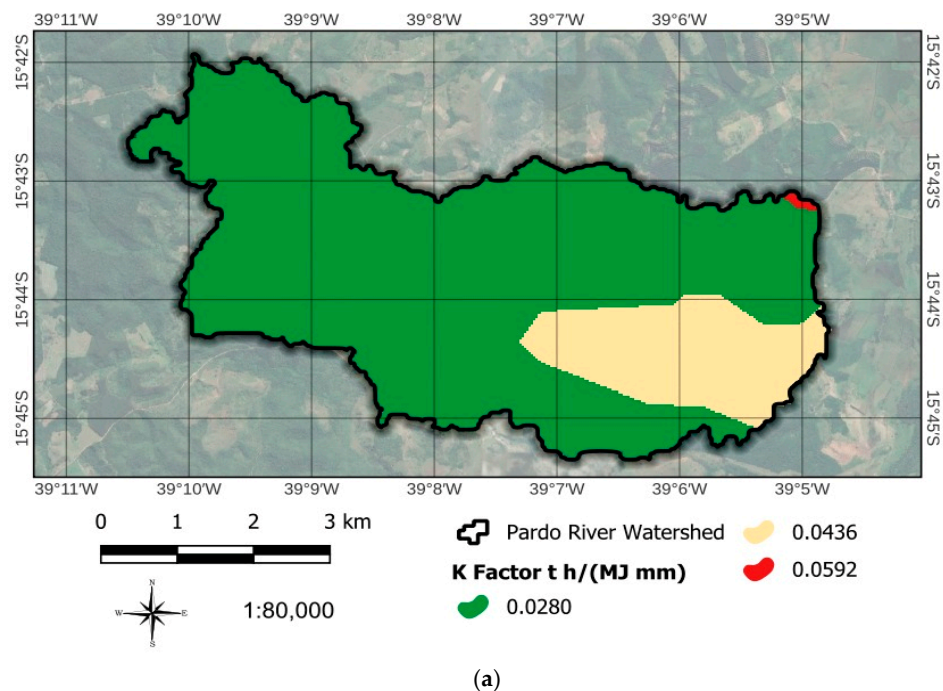 39°11'W 39°10'W 39°9'W 39°8'W 39°7'W 39°6'W 39°5'W
15°42'S 15°42'S
15°43'S 15°43'S
15°44'S 15°44'S
15°45'S 15°45'S
39°11'W 39°10'W 39°9'W 39°8'W 39°7'W 39°6'W 39°5'W
0 1 2 3 km
N
W E
S
1:80,000
Pardo River Watershed
K Factor t h/(MJ mm)
0.0280
0.0436
0.0592
(a)